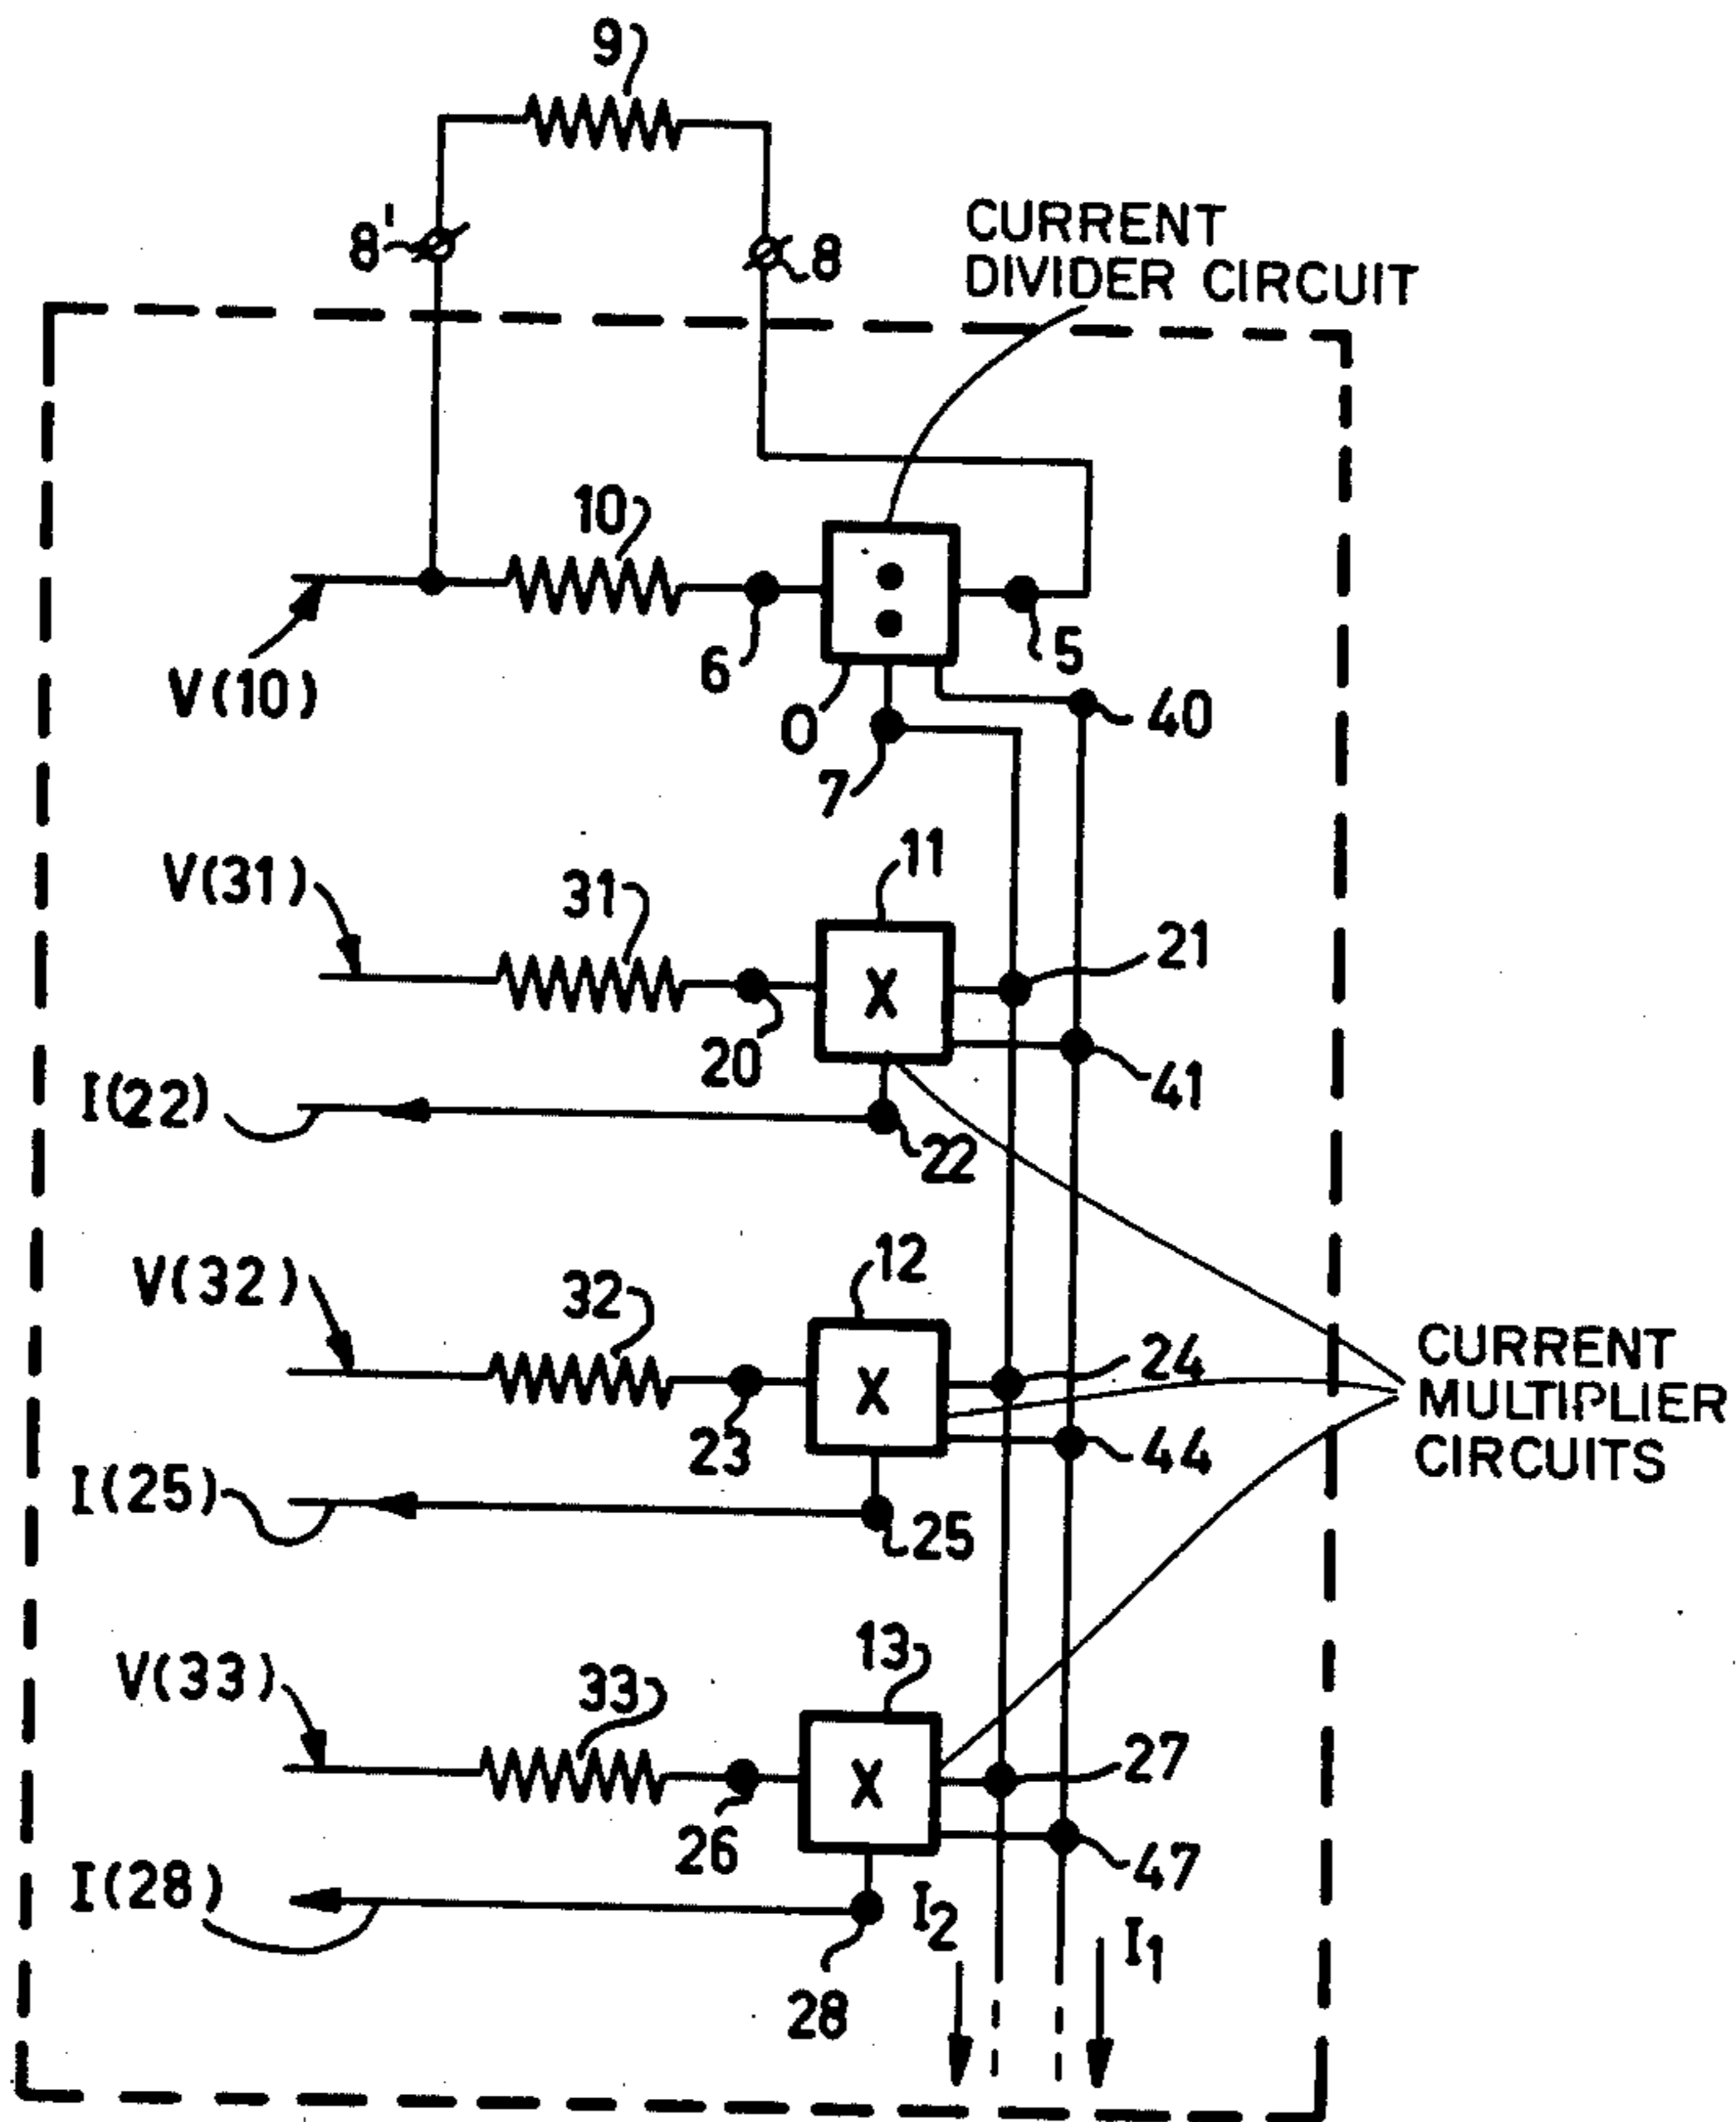 9
8'
8
CURRENT
DIVIDER CIRCUIT
10
V(10)
6
0
7
5
40
V(31)
31
11
20
21
41
I(22)
22
V(32)
32
12
23
24
44
CURRENT
MULTIPLIER
CIRCUITS
I(25)
25
V(33)
33
13
26
27
47
I(28)
28
I2
I1
X
X
X